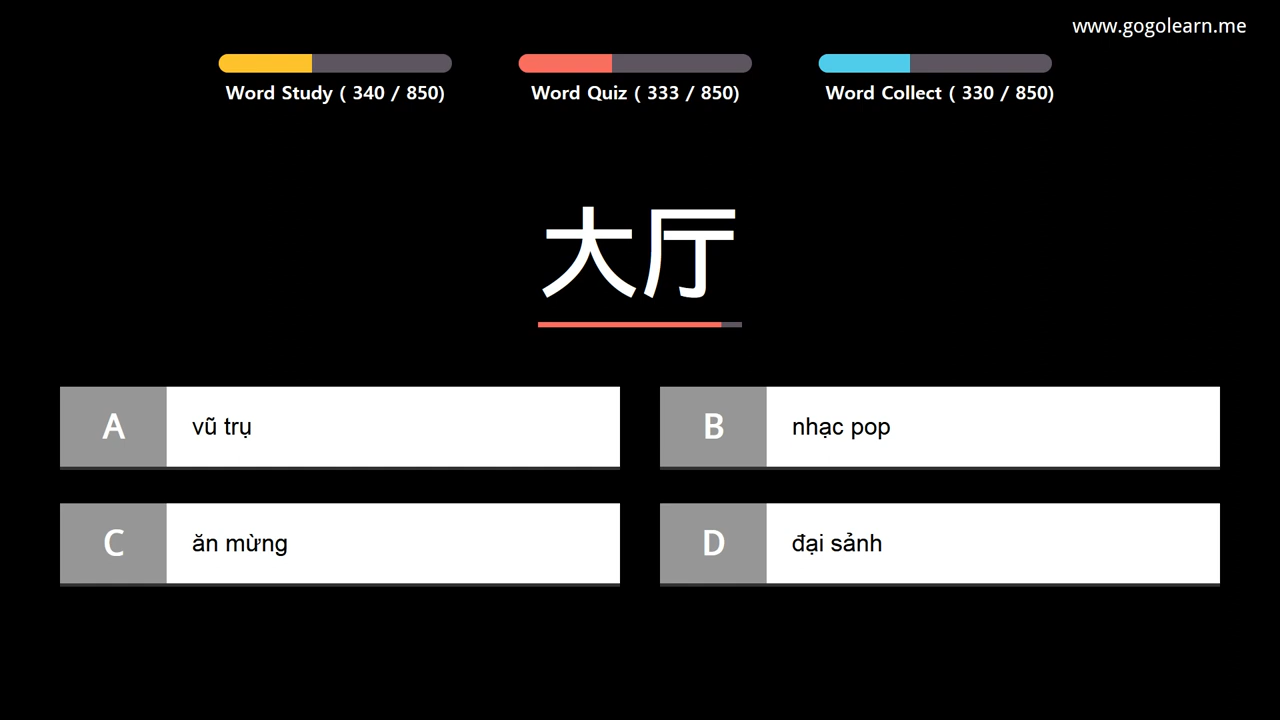 www.gogolearn.me
Word Study ( 340 / 850)
Word Quiz ( 333 / 850)
Word Collect ( 330 / 850)
大厅
A vũ trụ
B nhạc pop
C ăn mừng
D đại sảnh